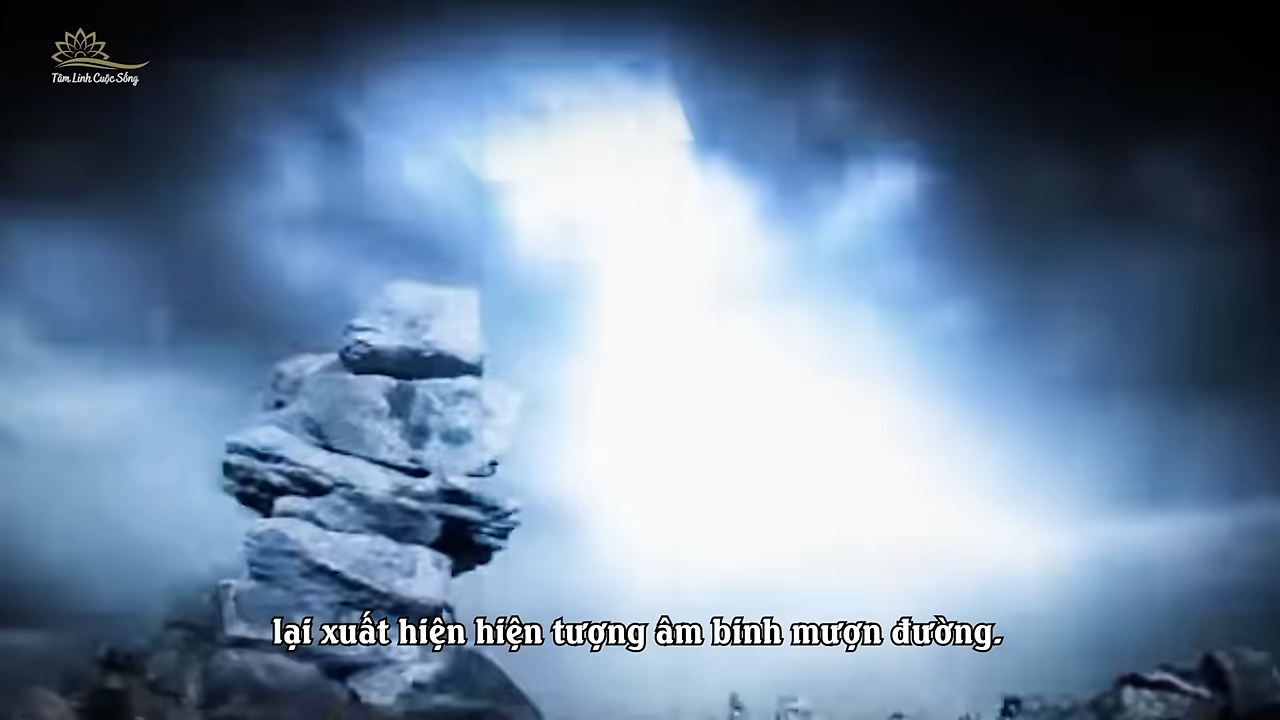 Tâm Linh Cuộc Sống
lại xuất hiện hiện tượng âm binh mượn đường.